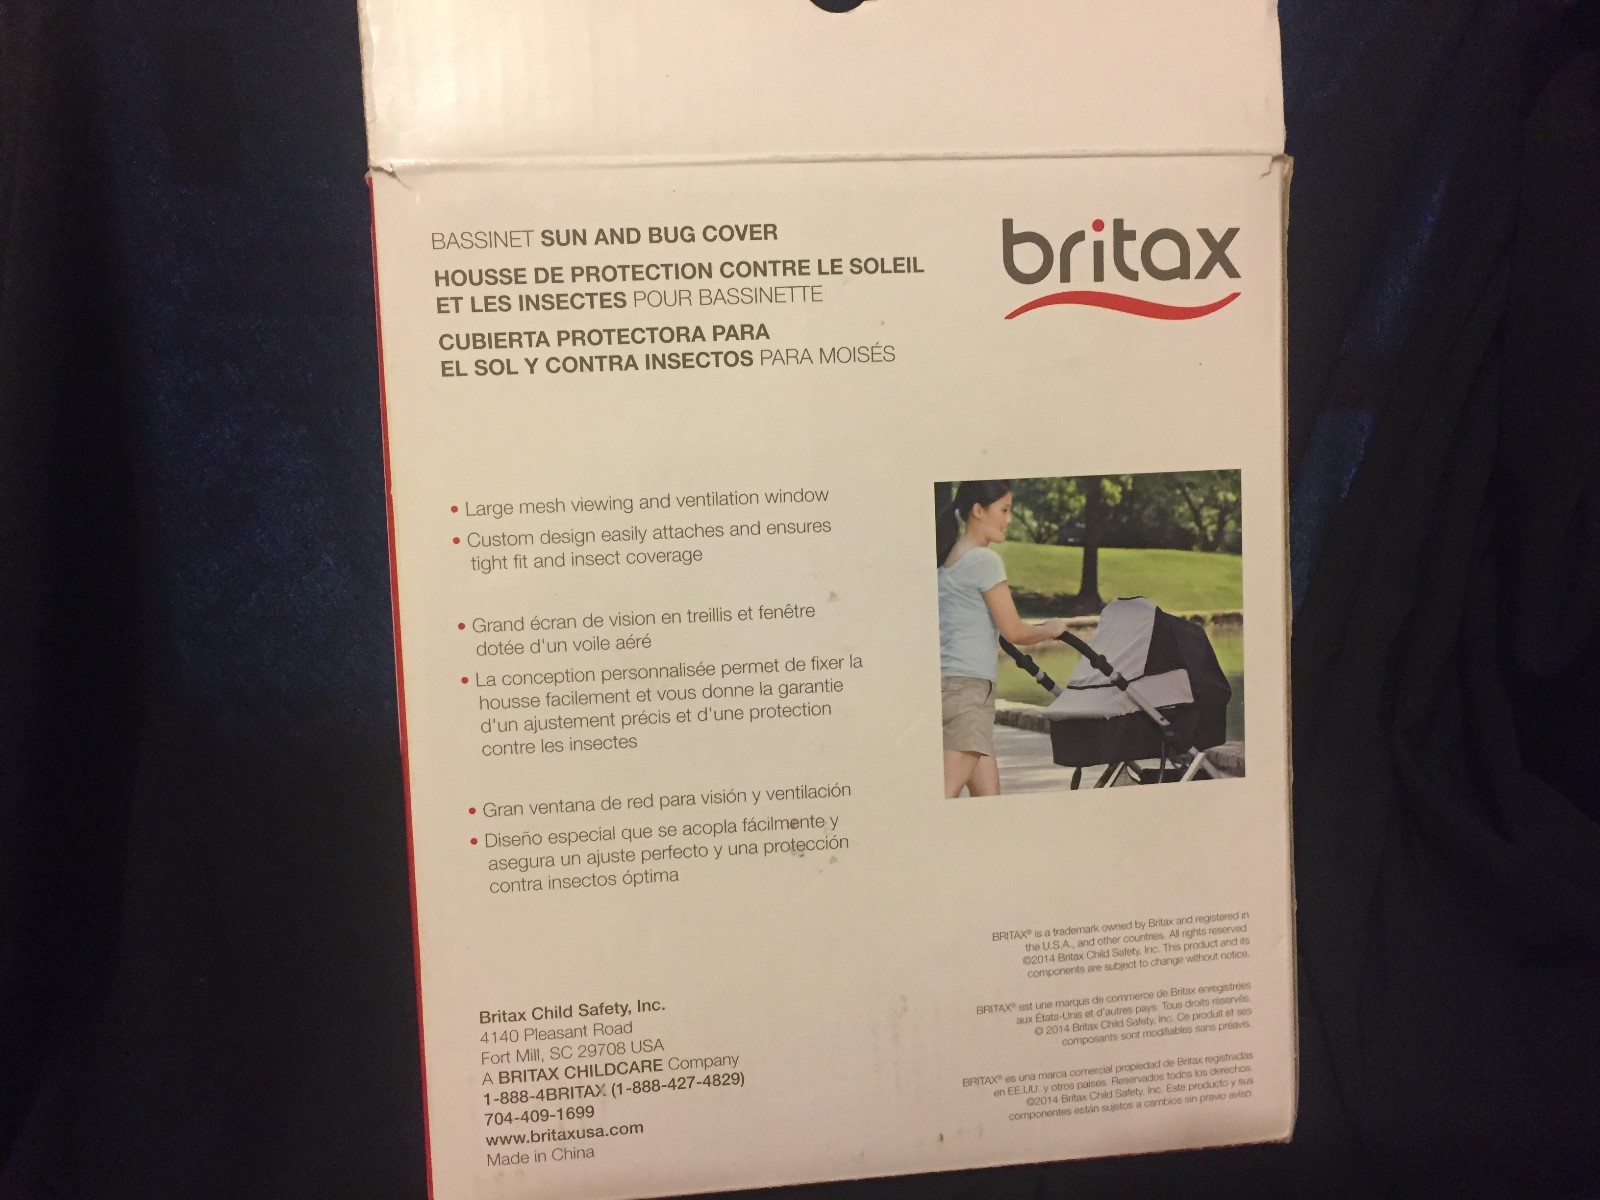 BASSINET SUN AND BUG COVER
HOUSSE DE PROTECTION CONTRE LE SOLEIL
ET LES INSECTES POUR BASSINETTE
CUBIERTA PROTECTORA PARA
EL SOL Y CONTRA INSECTOS PARA MOISÉS
britax
• Large mesh viewing and ventilation window
• Custom design easily attaches and ensures
tight fit and insect coverage
• Grand écran de vision en treillis et fenêtre
dotée d'un voile aéré
• La conception personnalisée permet de fixer la
housse facilement et vous donne la garantie
d'un ajustement précis et d'une protection
contre les insectes
• Gran ventana de red para visión y ventilación
• Diseño especial que se acopla fácilmente y
asegura un ajuste perfecto y una protección
contra insectos óptima
Britax Child Safety, Inc.
4140 Pleasant Road
Fort Mill, SC 29708 USA
A BRITAX CHILDCARE Company
1-888-4BRITAX (1-888-427-4829)
704-409-1699
www.britaxusa.com
Made in China
BRITAX® is a trademark owned by Britax and registered in
the U.S.A., and other countries. All rights reserved.
©2014 Britax Child Safety, Inc. This product and its
components are subject to change without notice.
BRITAX® est une marqus de commerce de Britax enregistrées
aux États-Unis et d'autres pays. Tous droits réservés.
© 2014 Britax Child Safety, Inc. Ce produit et ses
composants sont modifiables sans préavis.
BRITAX® es una marca comercial propiedad de Britax registradas
en EE.UU. y otros países. Reservados todos los derechos.
©2014 Britax Child Safety, Inc. Este producto y sus
componentes están sujetos a cambios sin previo aviso.